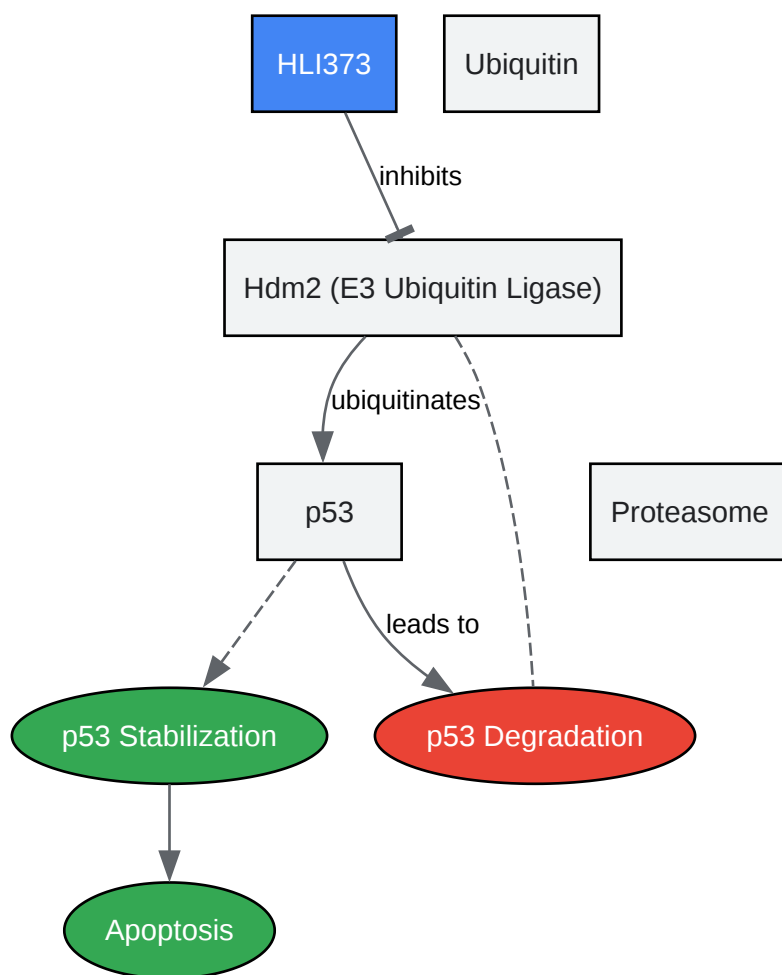 HLI373
Ubiquitin
inhibits
Hdm2 (E3 Ubiquitin Ligase)
ubiquitinates
p53
Proteasome
leads to
p53 Stabilization
p53 Degradation
Apoptosis